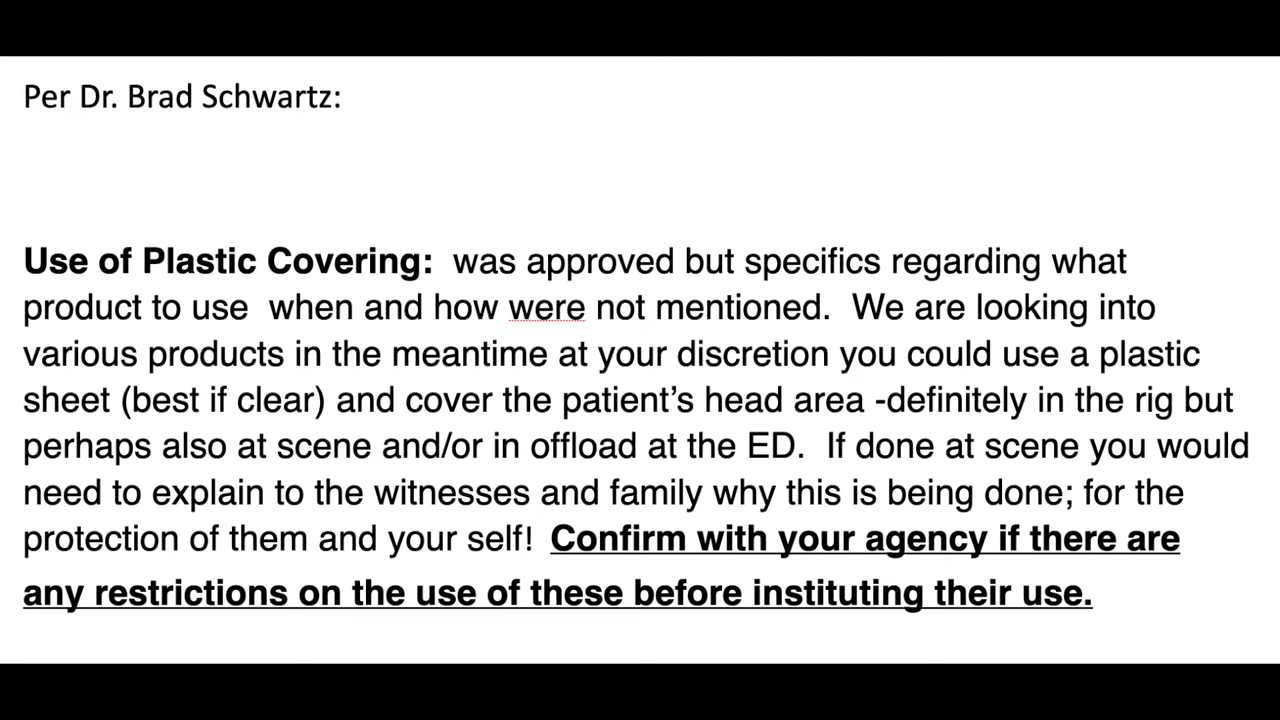 Per Dr. Brad Schwartz:
Use of Plastic Covering:  was approved but specifics regarding what
product to use  when and how were not mentioned.  We are looking into
various products in the meantime at your discretion you could use a plastic
sheet (best if clear) and cover the patient’s head area -definitely in the rig but
perhaps also at scene and/or in offload at the ED.  If done at scene you would
need to explain to the witnesses and family why this is being done; for the
protection of them and your self!  Confirm with your agency if there are
any restrictions on the use of these before instituting their use.